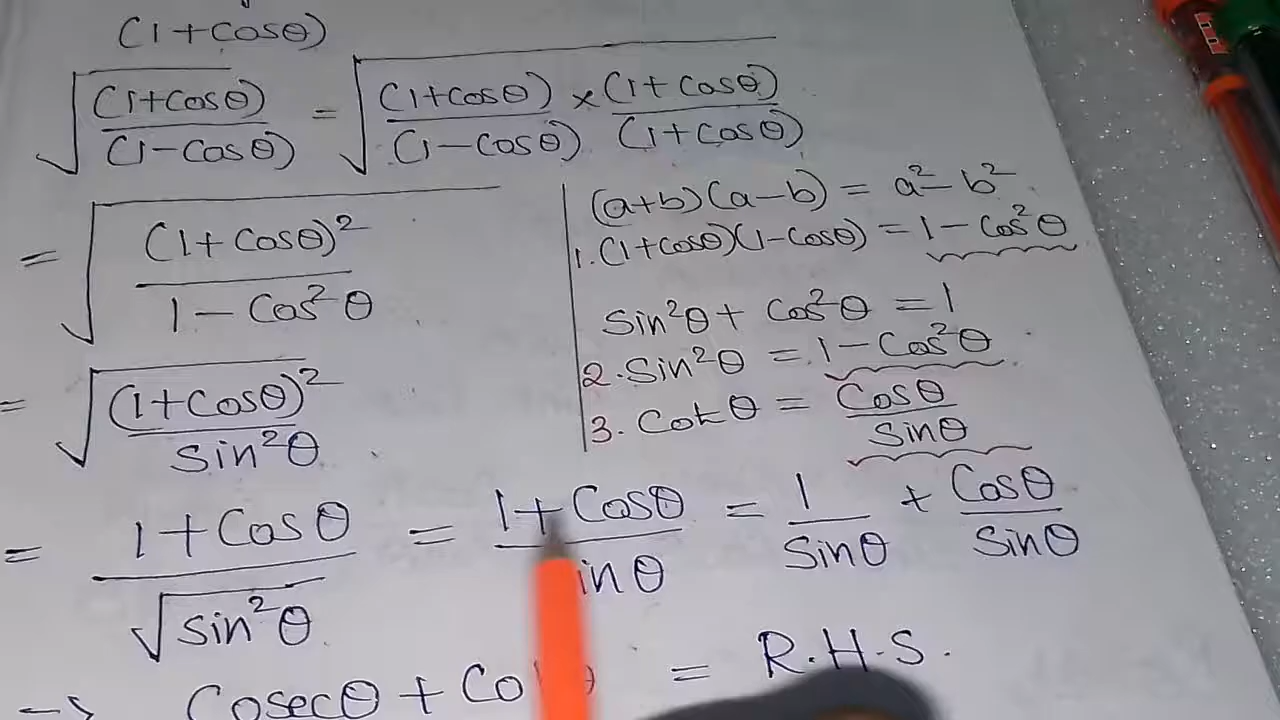 (1+cosθ)
√((1+cosθ)/(1-cosθ)) = √((1+cosθ)/(1-cosθ) × (1+cosθ)/(1+cosθ))
= √((1+cosθ)²/(1-cos²θ))
= √((1+cosθ)²/sin²θ)
(a+b)(a-b) = a²-b²
1.(1+cosθ)(1-cosθ) = 1-cos²θ
Sin²θ + cos²θ = 1
2.Sin²θ = 1-cos²θ
3. Cotθ = Cosθ/Sinθ
= (1+cosθ)/√(sin²θ) = (1+cosθ)/inθ = 1/sinθ + cosθ/sinθ
→ Cosecθ + Co θ = R.H.S.